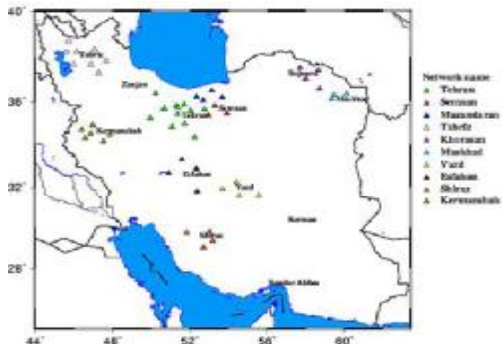 40°
36°
32°
28°
44°
48°
52°
56°
60°
Tabriz
Zanjan
Tehran
Semnan
Kermanshah
Esfahan
Yazd
Kerman
Shiraz
Bandar Abbas
Network name
Tehran
Semnan
Mazandaran
Tabriz
Khorasan
Mashhad
Yazd
Esfahan
Shiraz
Kermanshah